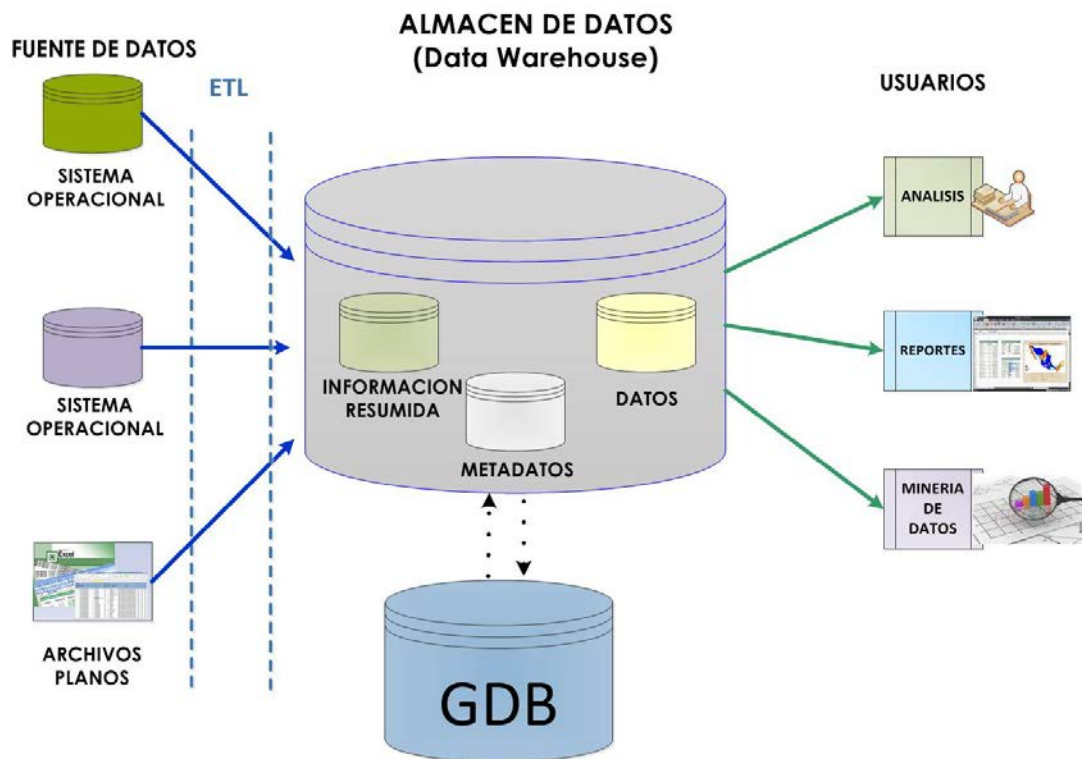 ALMACEN DE DATOS
(Data Warehouse)
FUENTE DE DATOS
ETL
USUARIOS
SISTEMA
OPERACIONAL
SISTEMA
OPERACIONAL
Excel
ARCHIVOS
PLANOS
INFORMACION
RESUMIDA
DATOS
METADATOS
GDB
ANALISIS
REPORTES
MINERIA
DE
DATOS